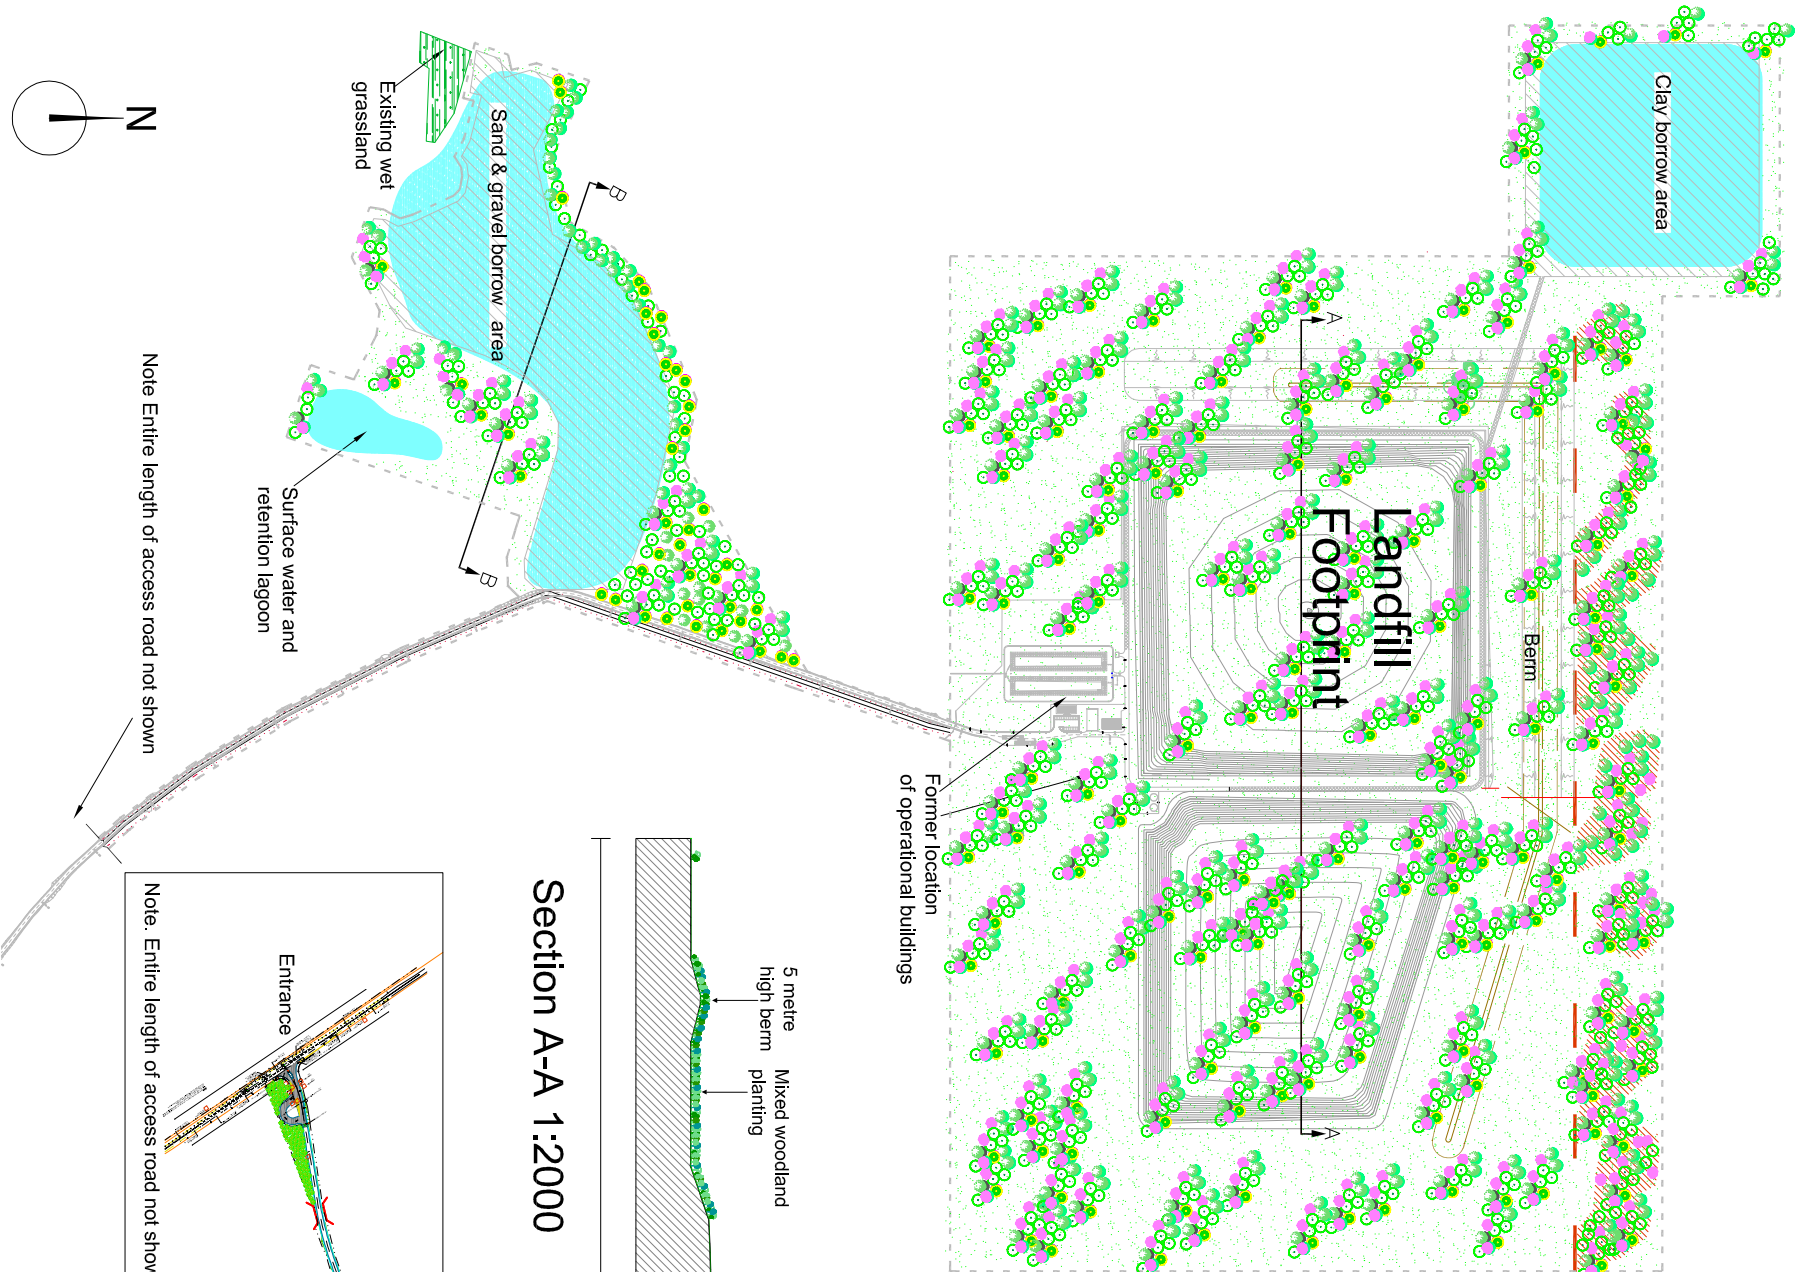 Clay borrow area
N
Existing wet
grassland
Sand & gravel borrow area
B
B
A
A
Landfill
Footprint
Berm
Surface water and
retention lagoon
Note Entire length of access road not shown
Former location
of operational buildings
5 metre
high berm
Mixed woodland
planting
Section A-A 1:2000
Entrance
Note. Entire length of access road not show